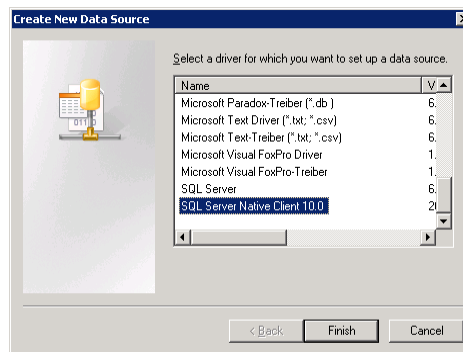 Create New Data Source
Select a driver for which you want to set up a data source.
Name V
Microsoft Paradox-Treiber (*.db ) 6.
Microsoft Text Driver (*.txt; *.csv) 6.
Microsoft Text-Treiber (*.txt; *.csv) 6.
Microsoft Visual FoxPro Driver 1.
Microsoft Visual FoxPro-Treiber 1.
SQL Server 6.
SQL Server Native Client 10.0 2
< Back Finish Cancel